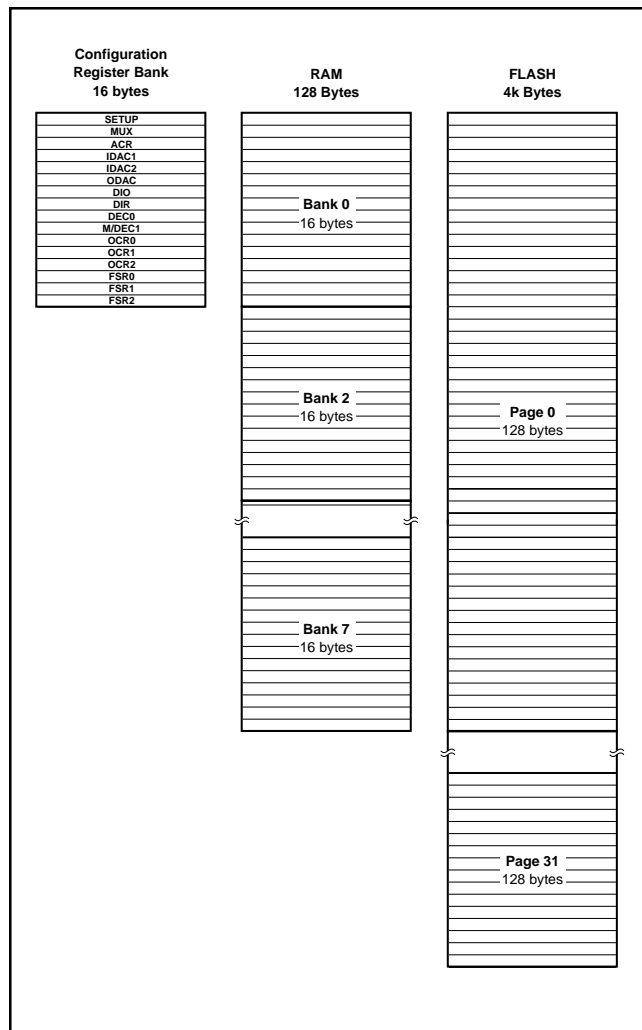 Configuration
Register Bank
16 bytes
SETUP
MUX
ACR
IDAC1
IDAC2
ODAC
DIO
DIR
DEC0
M/DEC1
OCR0
OCR1
OCR2
FSR0
FSR1
FSR2
RAM
128 Bytes
Bank 0
16 bytes
Bank 2
16 bytes
Bank 7
16 bytes
FLASH
4k Bytes
Page 0
128 bytes
Page 31
128 bytes